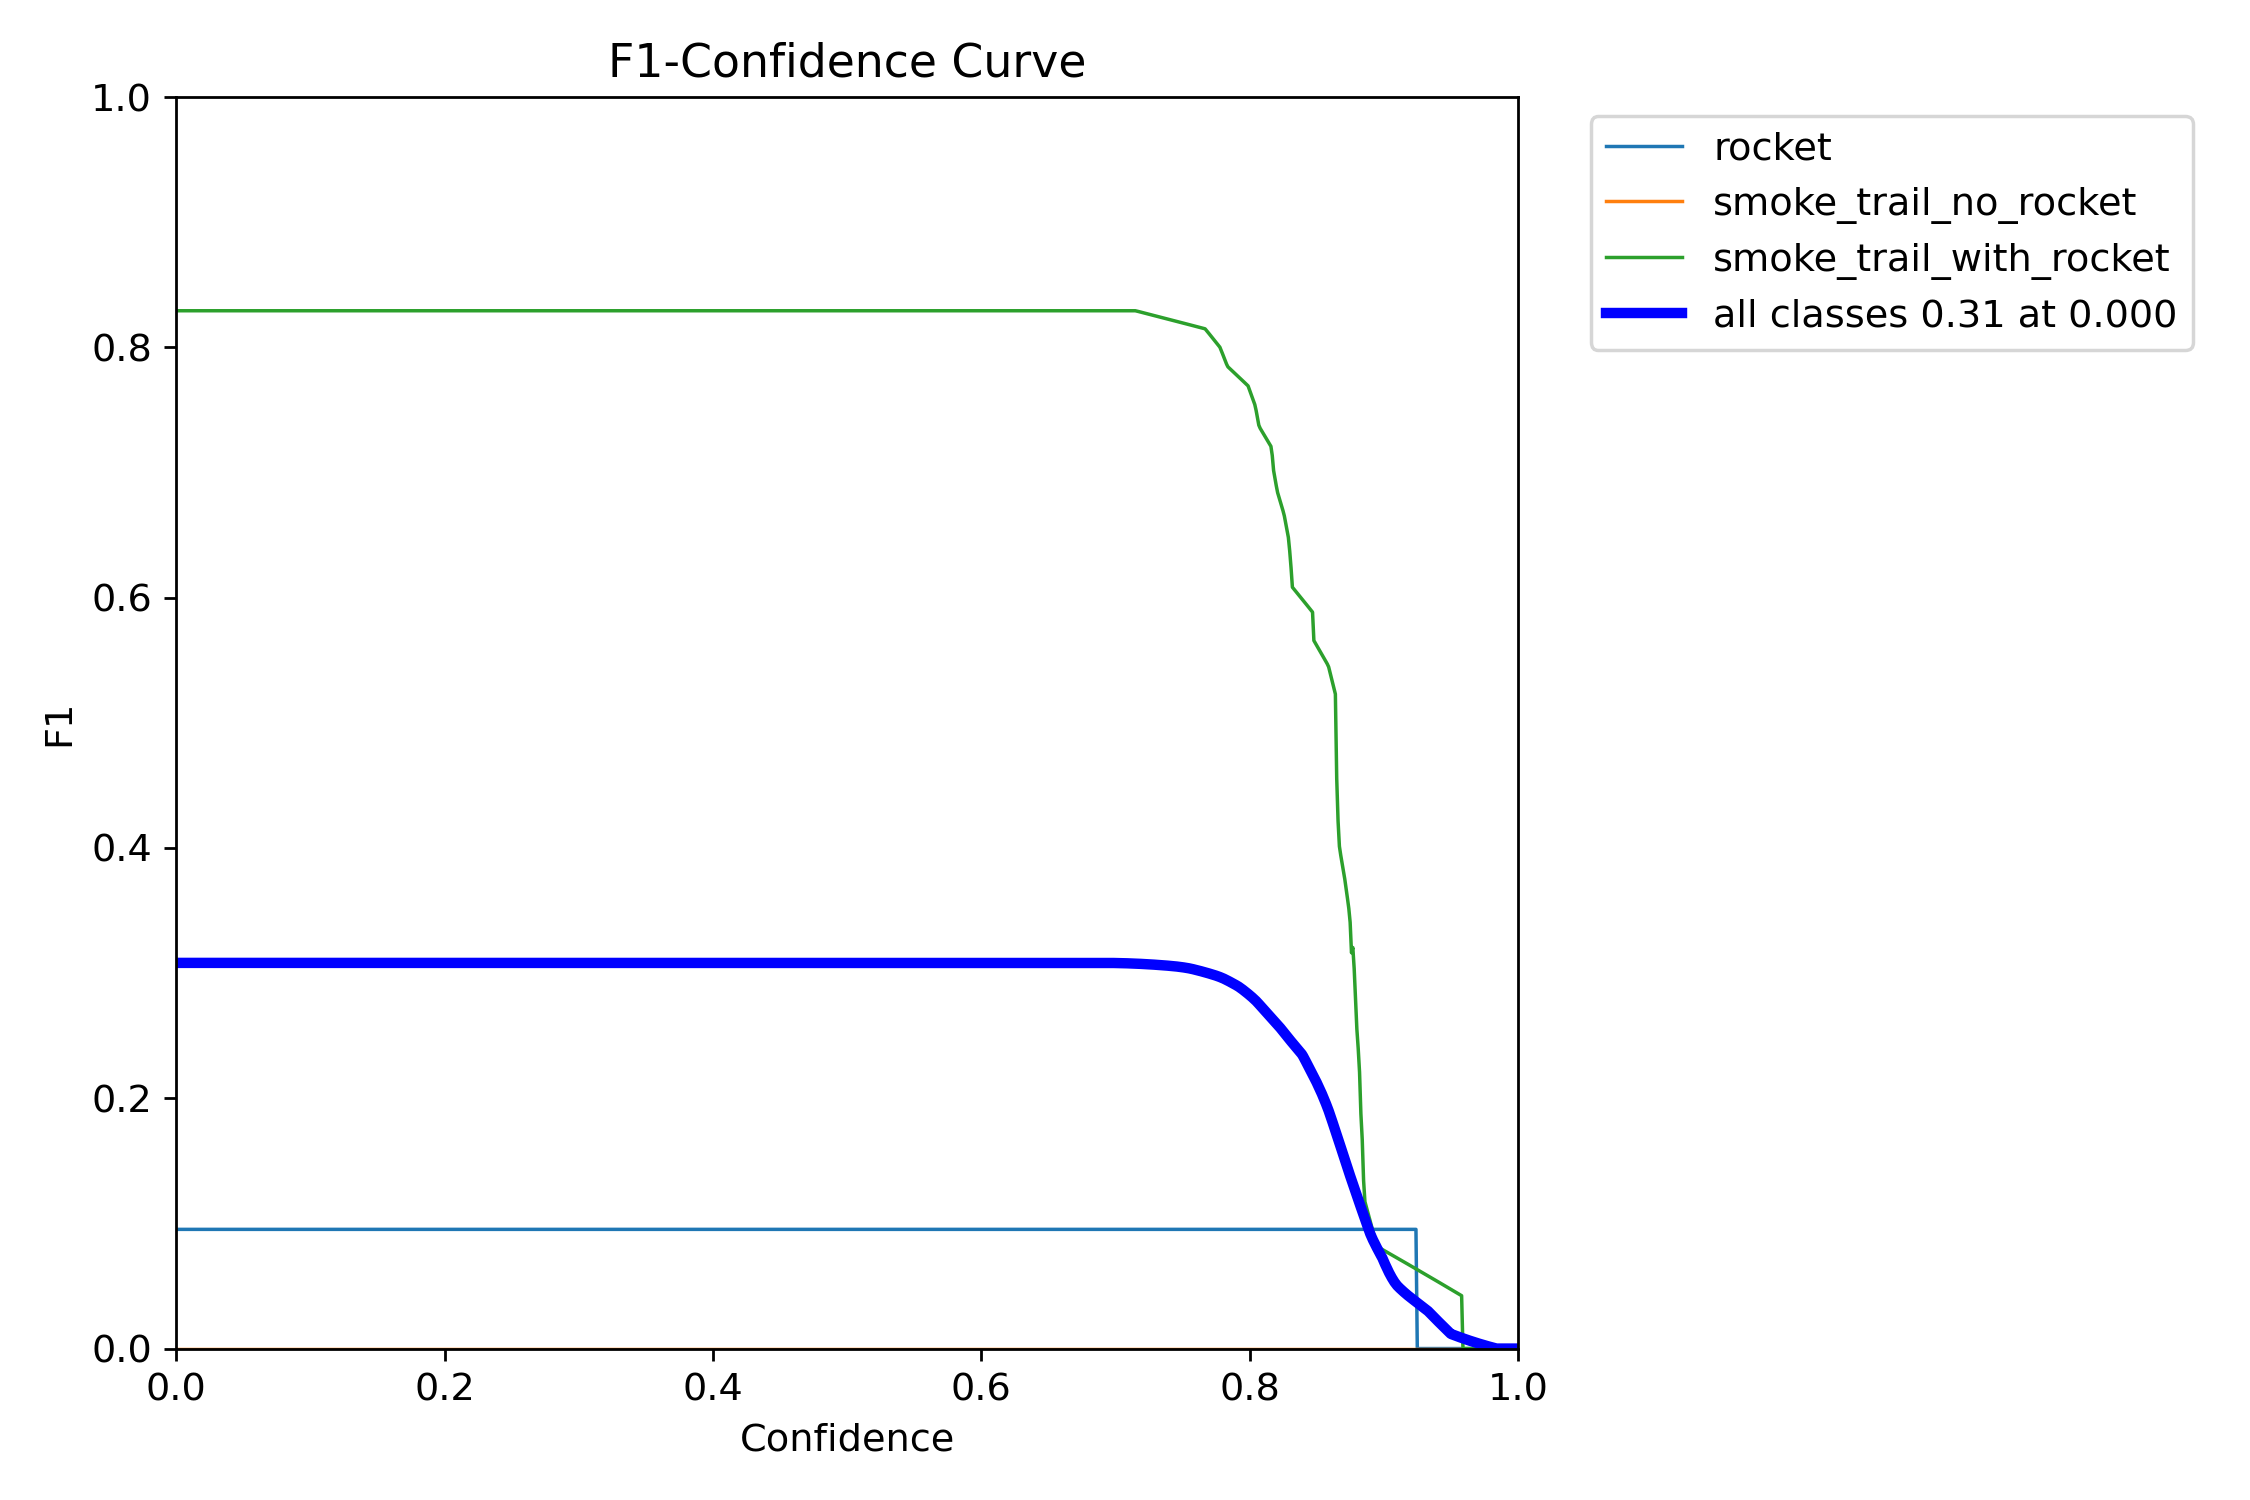 F1-Confidence Curve
1.0
0.8
0.6
0.4
0.2
0.0
F1
0.0 0.2 0.4 0.6 0.8 1.0
Confidence
rocket
smoke_trail_no_rocket
smoke_trail_with_rocket
all classes 0.31 at 0.000